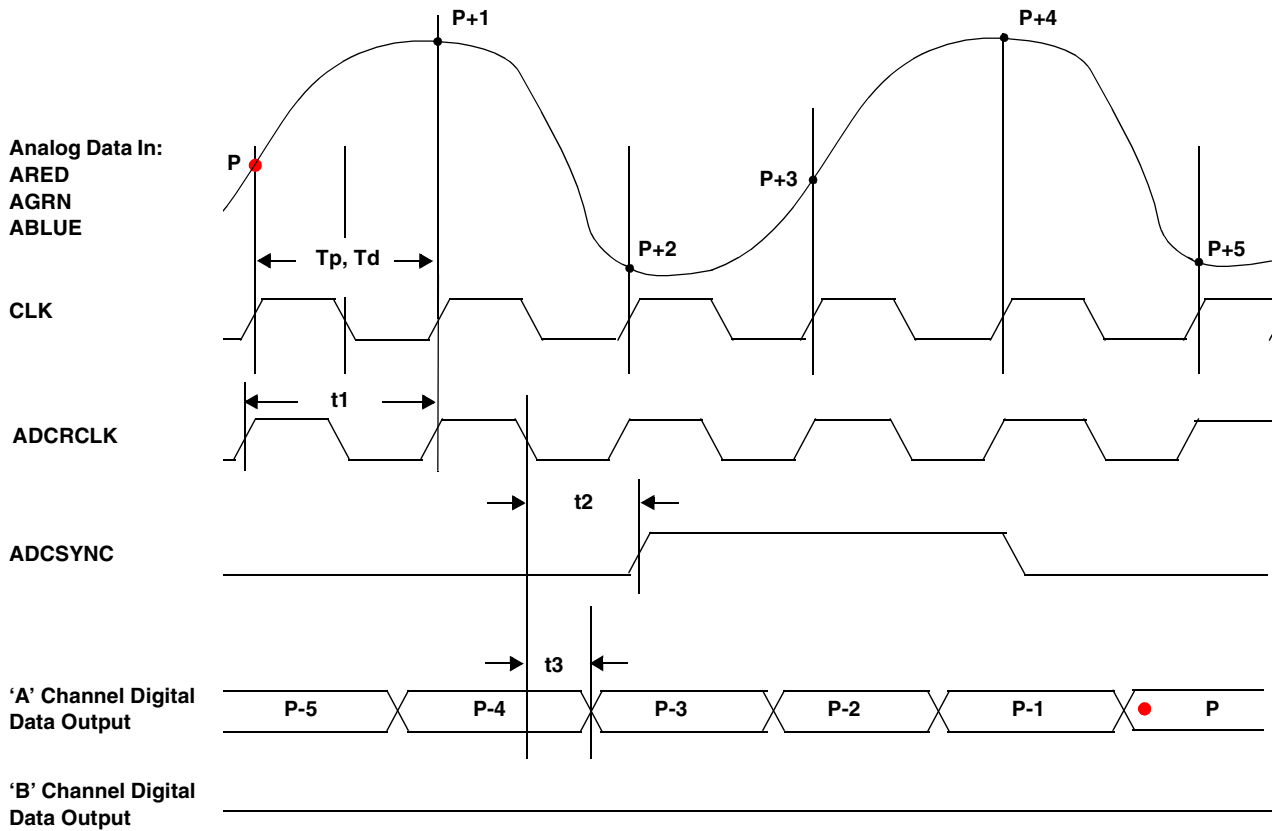 P+1
P+4
Analog Data In:
ARED
AGRN
ABLUE
P
P+3
P+2
P+5
Tp, Td
CLK
t1
ADCRCLK
t2
ADCSYNC
t3
‘A’ Channel Digital
Data Output
P-5
P-4
P-3
P-2
P-1
P
‘B’ Channel Digital
Data Output